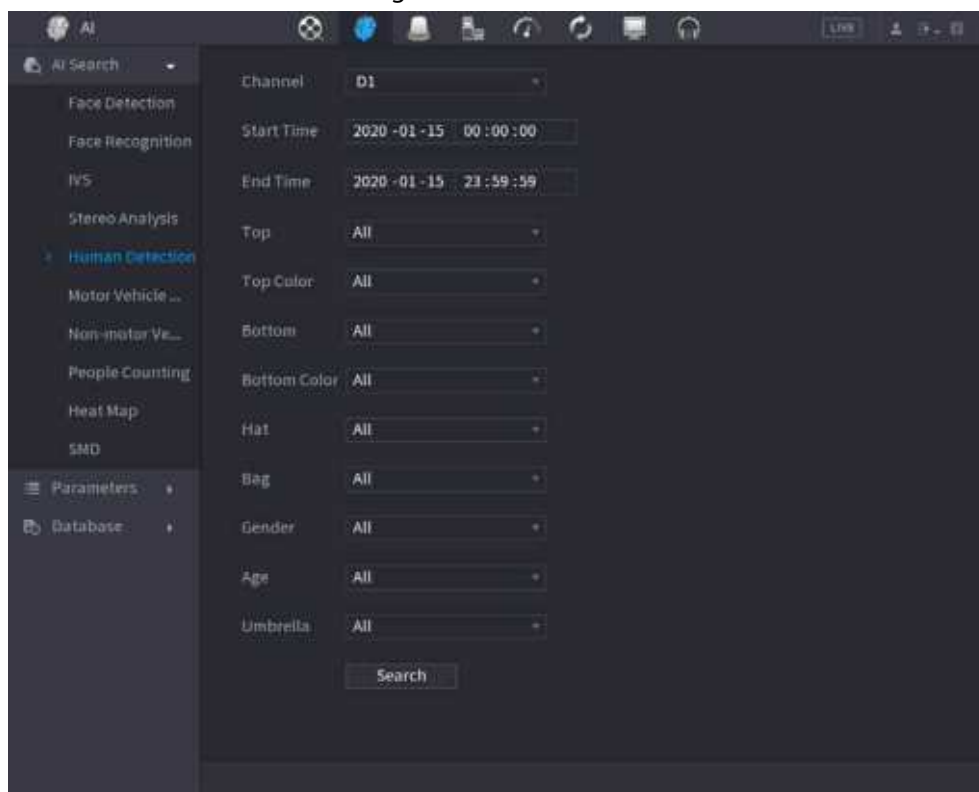 AI
LIVE
AI Search
Face Detection
Face Recognition
IVS
Stereo Analysis
Human Detection
Motor Vehicle ...
Non-motor Ve...
People Counting
Heat Map
SMD
Parameters
Database
Channel D1
Start Time 2020 -01 -15 00 :00 :00
End Time 2020 -01 -15 23 :59 :59
Top All
Top Color All
Bottom All
Bottom Color All
Hat All
Bag All
Gender All
Age All
Umbrella All
Search